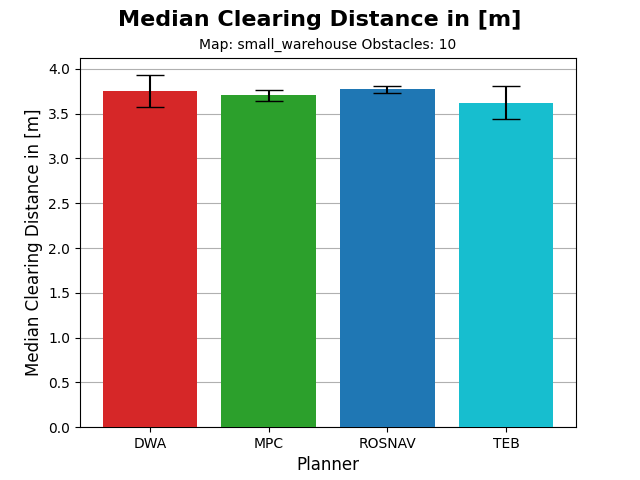 Median Clearing Distance in [m]
Map: small_warehouse Obstacles: 10
Median Clearing Distance in [m]
4.0
3.5
3.0
2.5
2.0
1.5
1.0
0.5
0.0
DWA MPC ROSNAV TEB
Planner